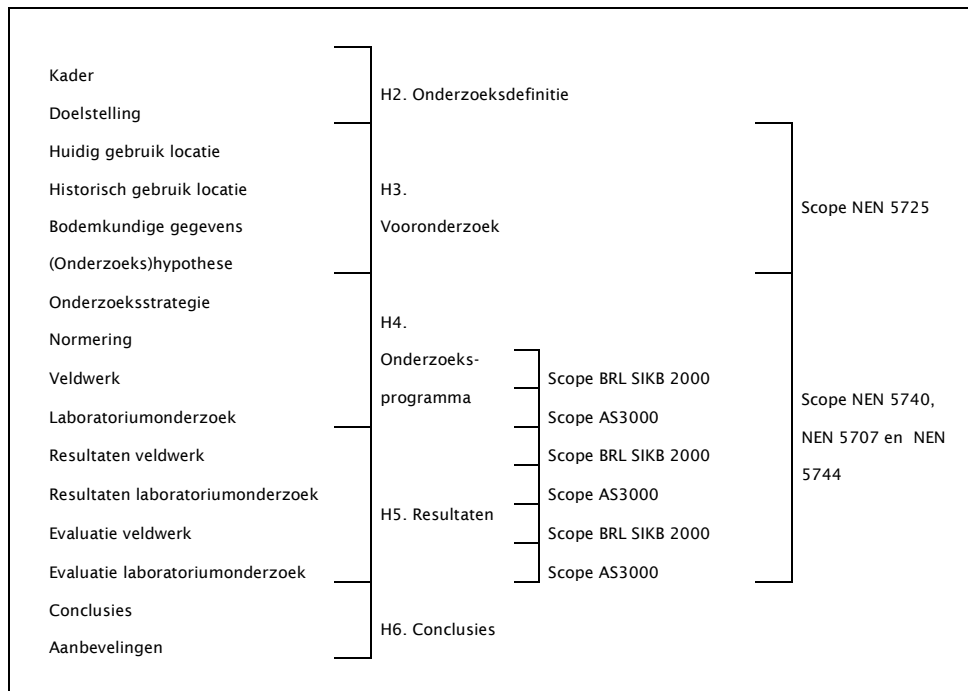 Kader
Doelstelling
Huidig gebruik locatie
Historisch gebruik locatie
Bodemkundige gegevens
(Onderzoeks)hypothese
Onderzoeksstrategie
Normering
Veldwerk
Laboratoriumonderzoek
Resultaten veldwerk
Resultaten laboratoriumonderzoek
Evaluatie veldwerk
Evaluatie laboratoriumonderzoek
Conclusies
Aanbevelingen
H2. Onderzoeksdefinitie
H3.
Vooronderzoek
H4.
Onderzoeks-
programma
H5. Resultaten
H6. Conclusies
Scope BRL SIKB 2000
Scope AS3000
Scope BRL SIKB 2000
Scope AS3000
Scope BRL SIKB 2000
Scope AS3000
Scope NEN 5725
Scope NEN 5740,
NEN 5707 en NEN
5744